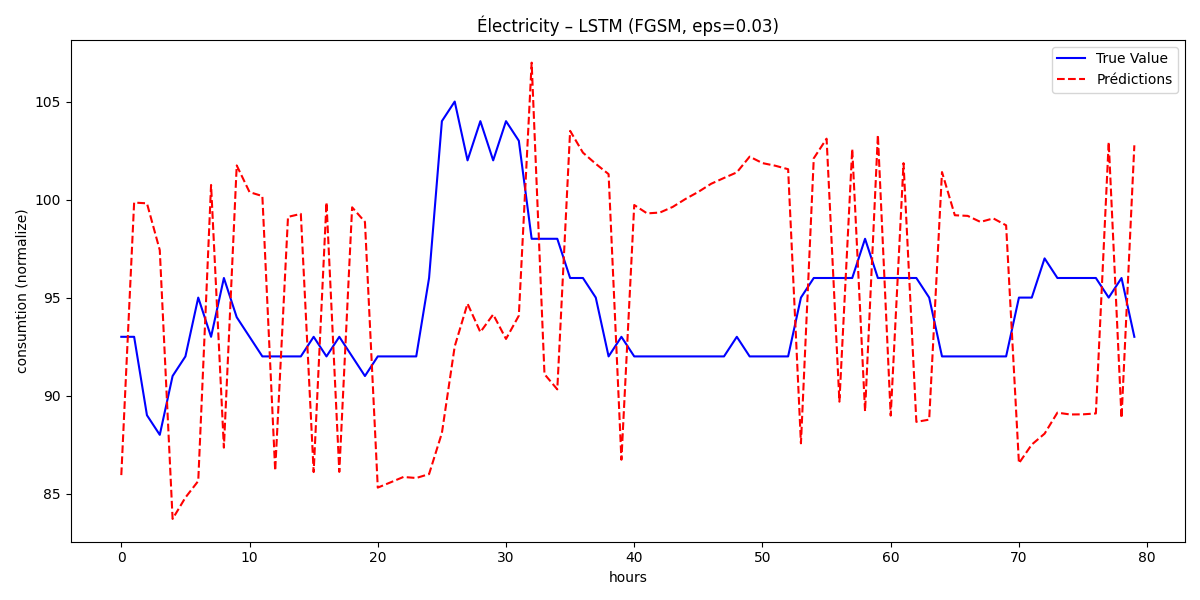 Électricity – LSTM (FGSM, eps=0.03)
True Value
Prédictions
consumtion (normalize)
105
100
95
90
85
0 10 20 30 40 50 60 70 80
hours